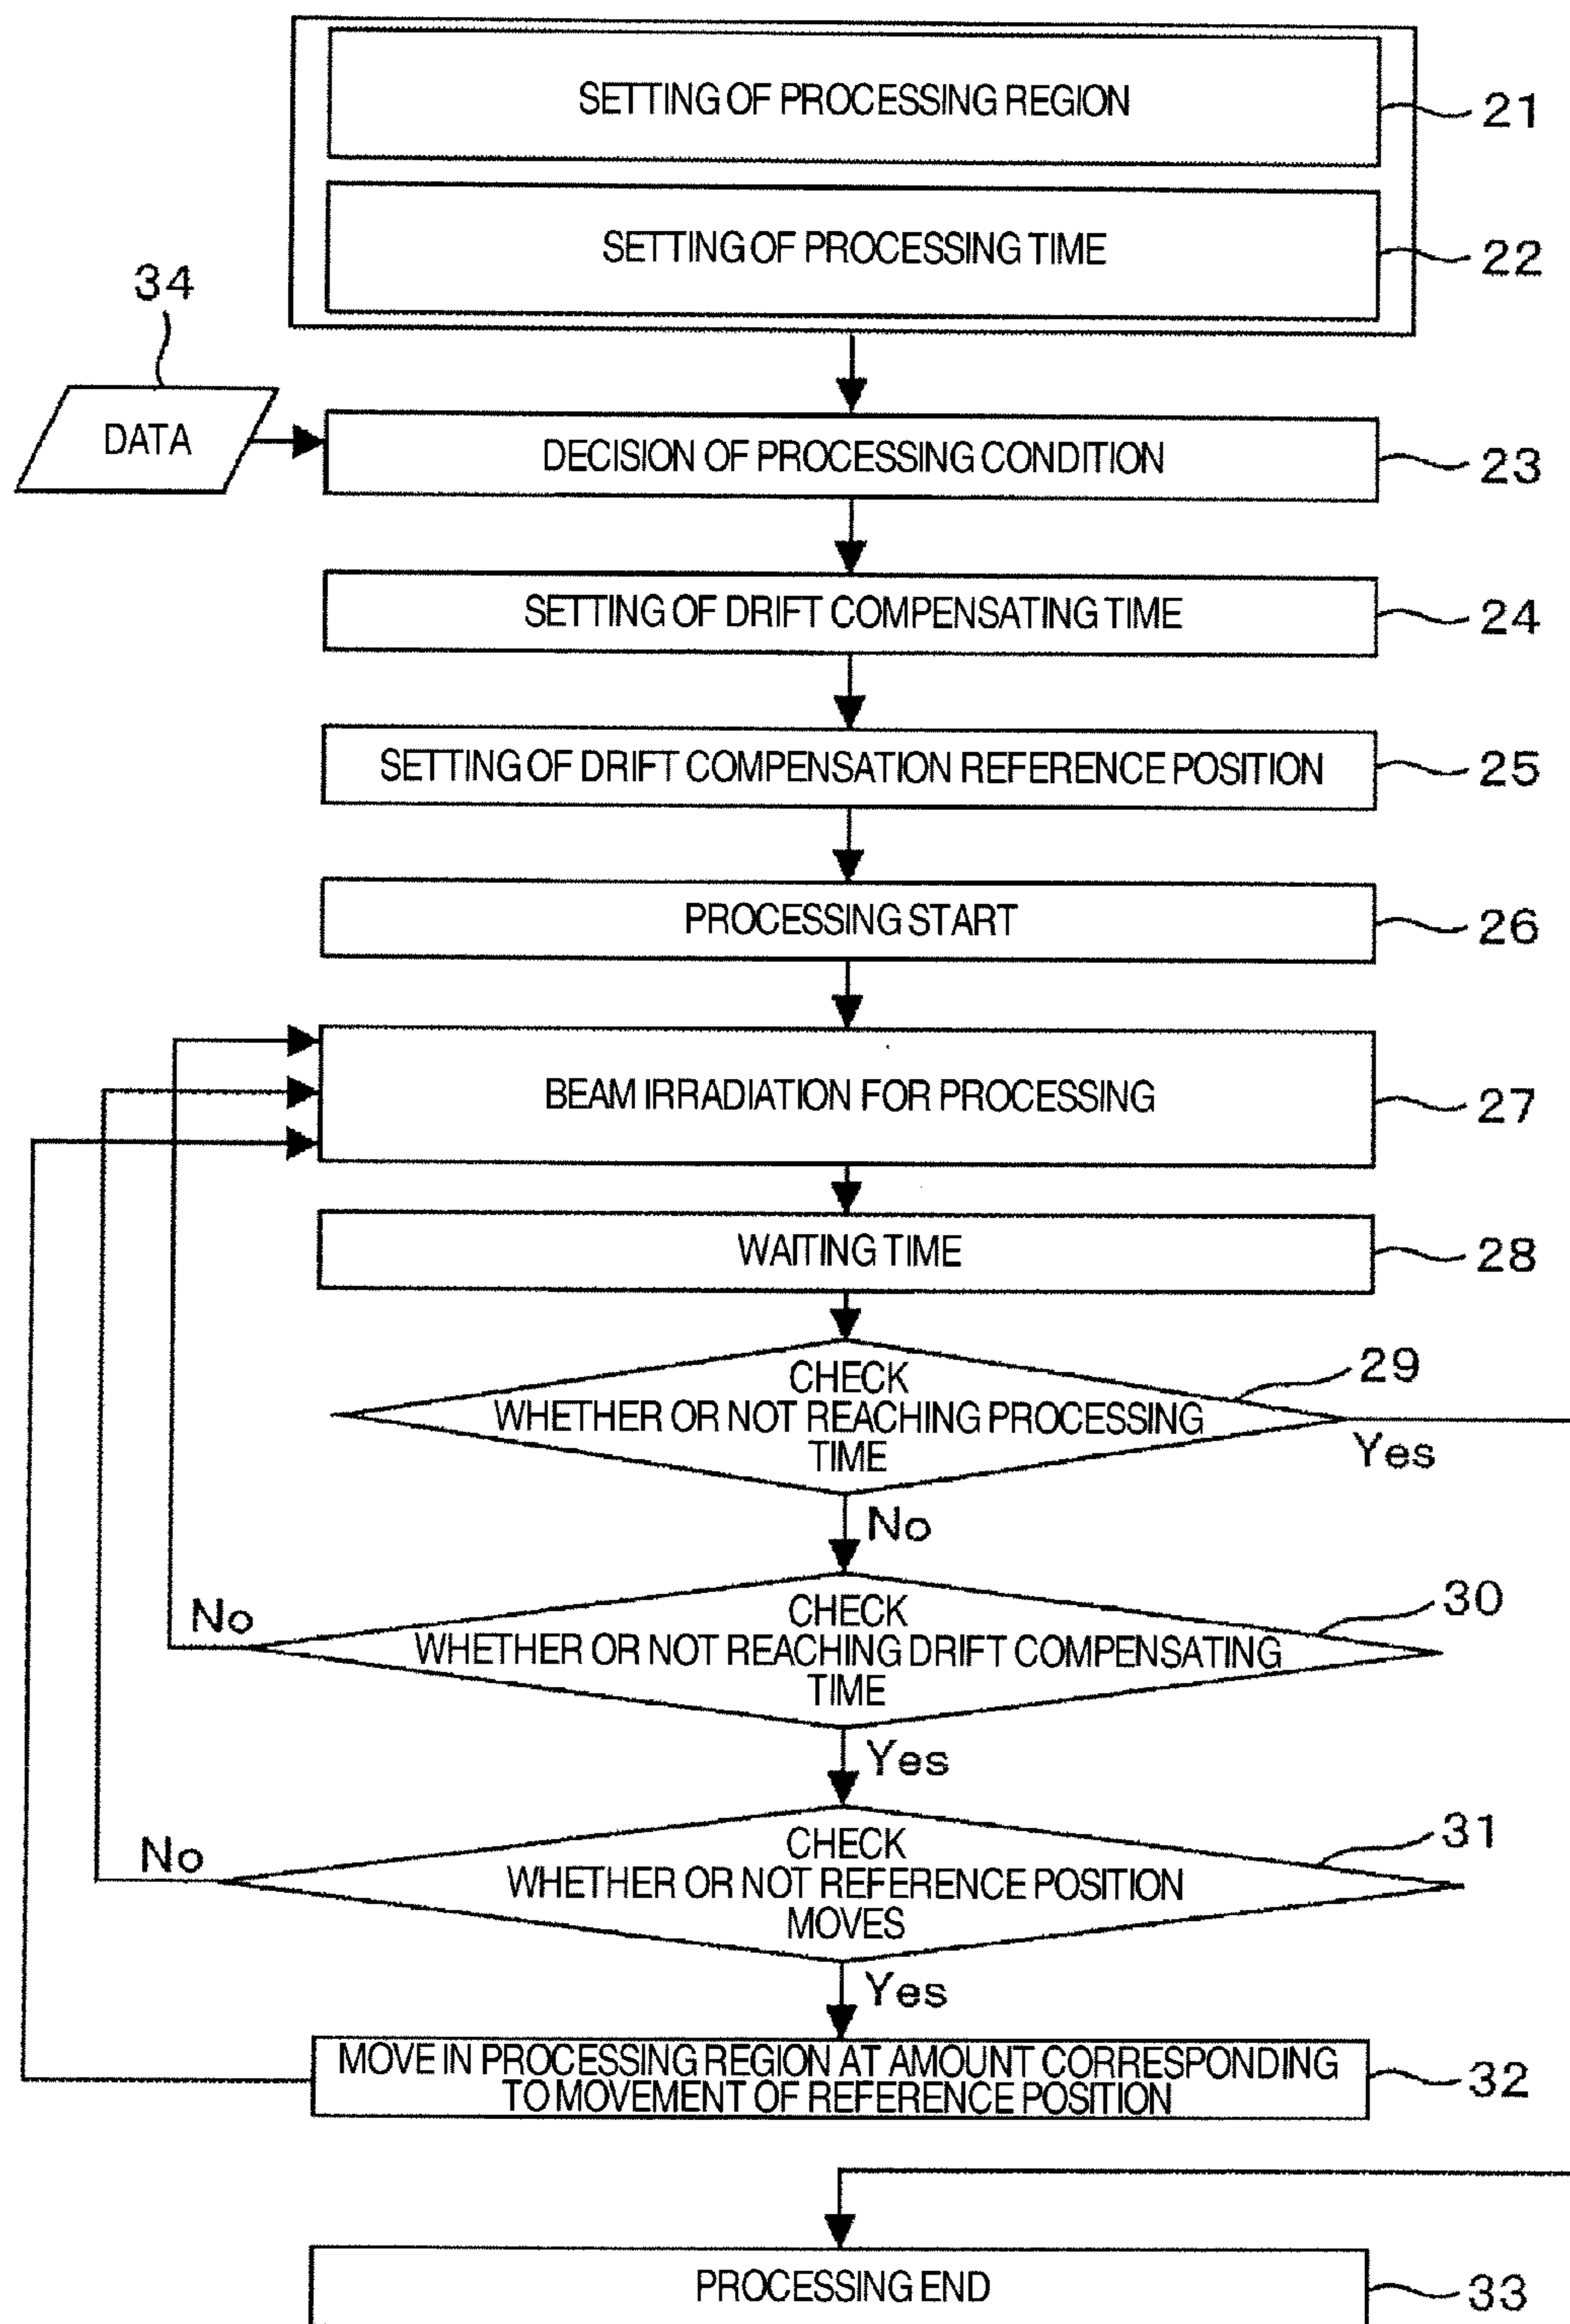 SETTING OF PROCESSING REGION
21
SETTING OF PROCESSING TIME
22
34
DATA
DECISION OF PROCESSING CONDITION
23
SETTING OF DRIFT COMPENSATING TIME
24
SETTING OF DRIFT COMPENSATION REFERENCE POSITION
25
PROCESSING START
26
BEAM IRRADIATION FOR PROCESSING
27
WAITING TIME
28
CHECK
WHETHER OR NOT REACHING PROCESSING
TIME
29
Yes
No
CHECK
WHETHER OR NOT REACHING DRIFT COMPENSATING
TIME
30
No
Yes
CHECK
WHETHER OR NOT REFERENCE POSITION
MOVES
31
No
Yes
MOVE IN PROCESSING REGION AT AMOUNT CORRESPONDING
TO MOVEMENT OF REFERENCE POSITION
32
PROCESSING END
33